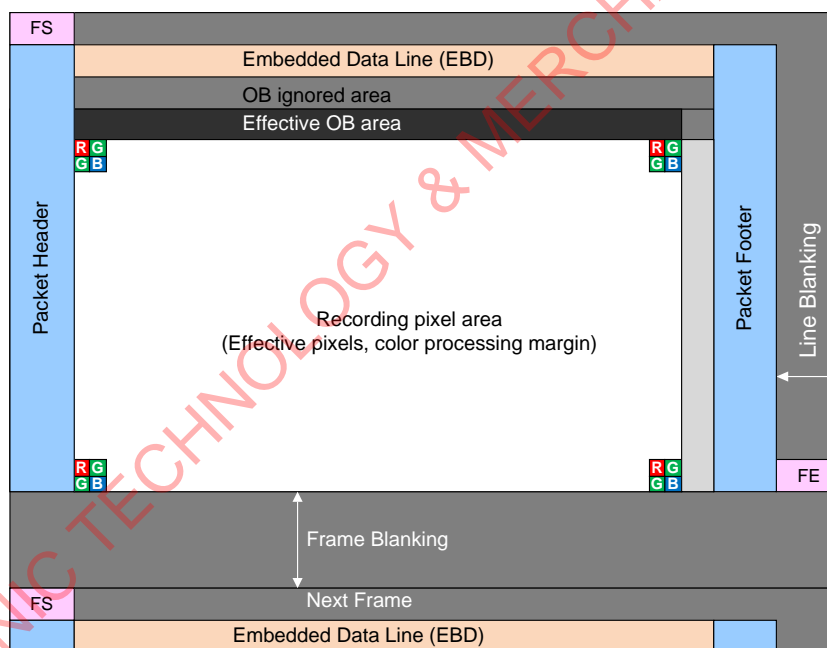 FS
Embedded Data Line (EBD)
OB ignored area
Effective OB area
R G
G B
R G
G B
Packet Header
Recording pixel area
(Effective pixels, color processing margin)
Packet Footer
Line Blanking
R G
G B
R G
G B
FE
Frame Blanking
FS
Next Frame
Embedded Data Line (EBD)
NIC TECHNOLOGY & MERCH